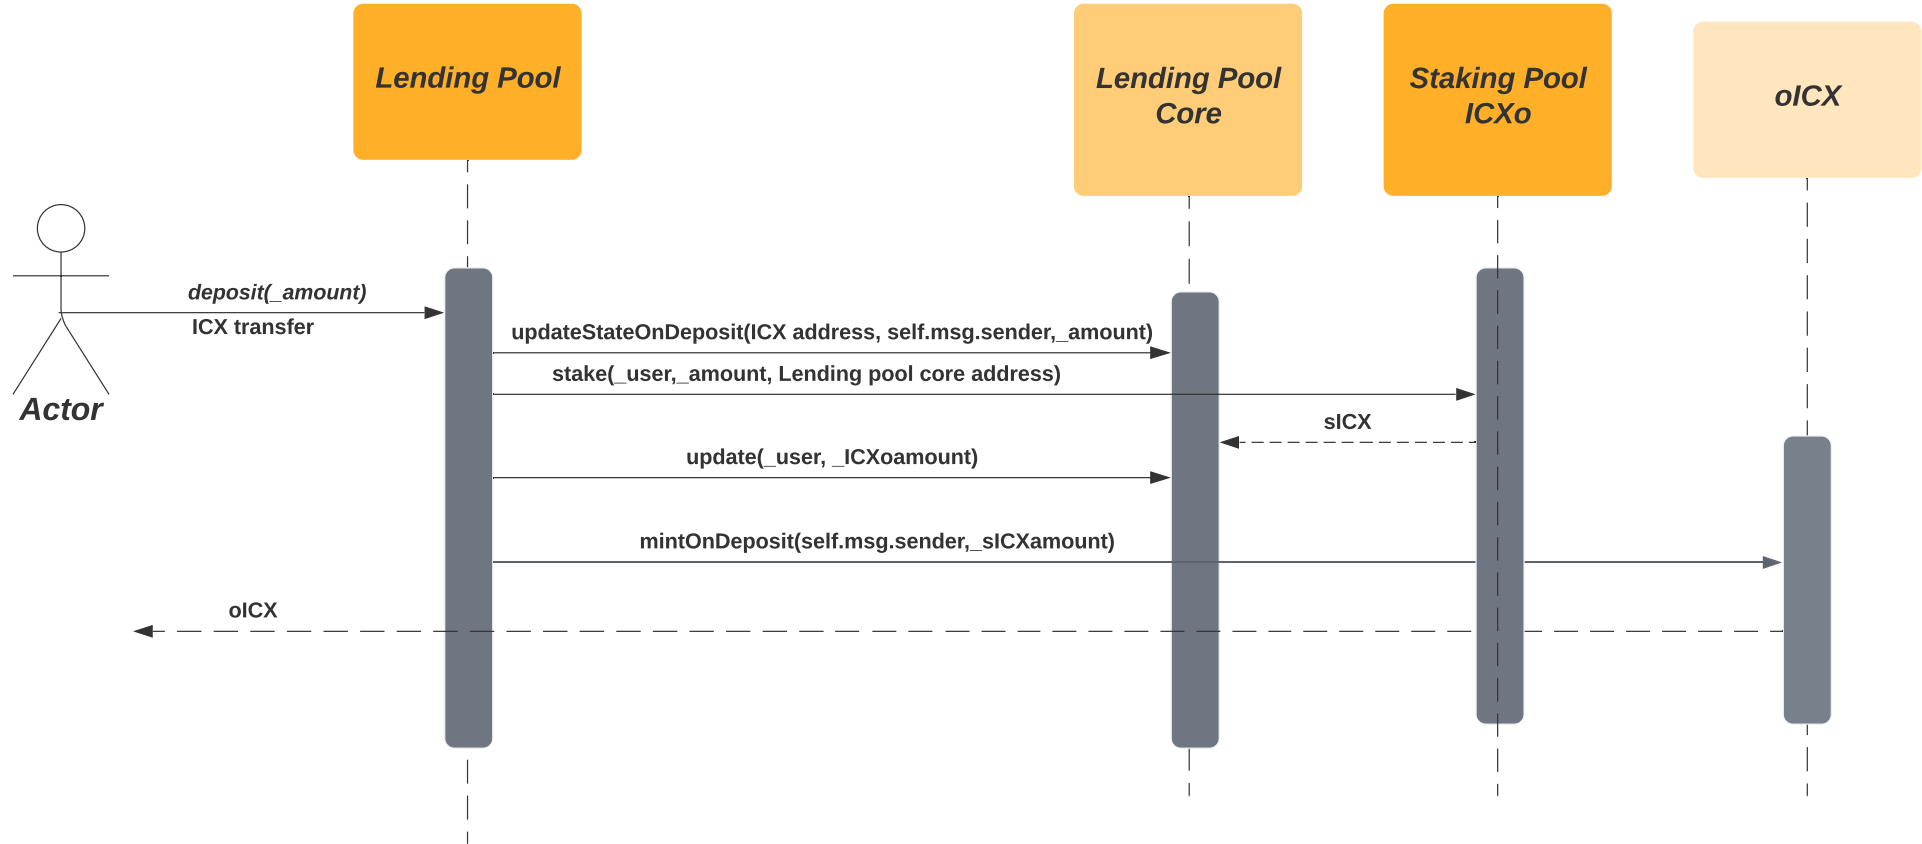 Lending Pool
Lending Pool
Core
Staking Pool
ICXo
oICX
deposit(_amount)
ICX transfer
updateStateOnDeposit(ICX address, self.msg.sender,_amount)
stake(_user,_amount, Lending pool core address)
Actor
sICX
update(_user, _ICXoamount)
mintOnDeposit(self.msg.sender,_sICXamount)
oICX